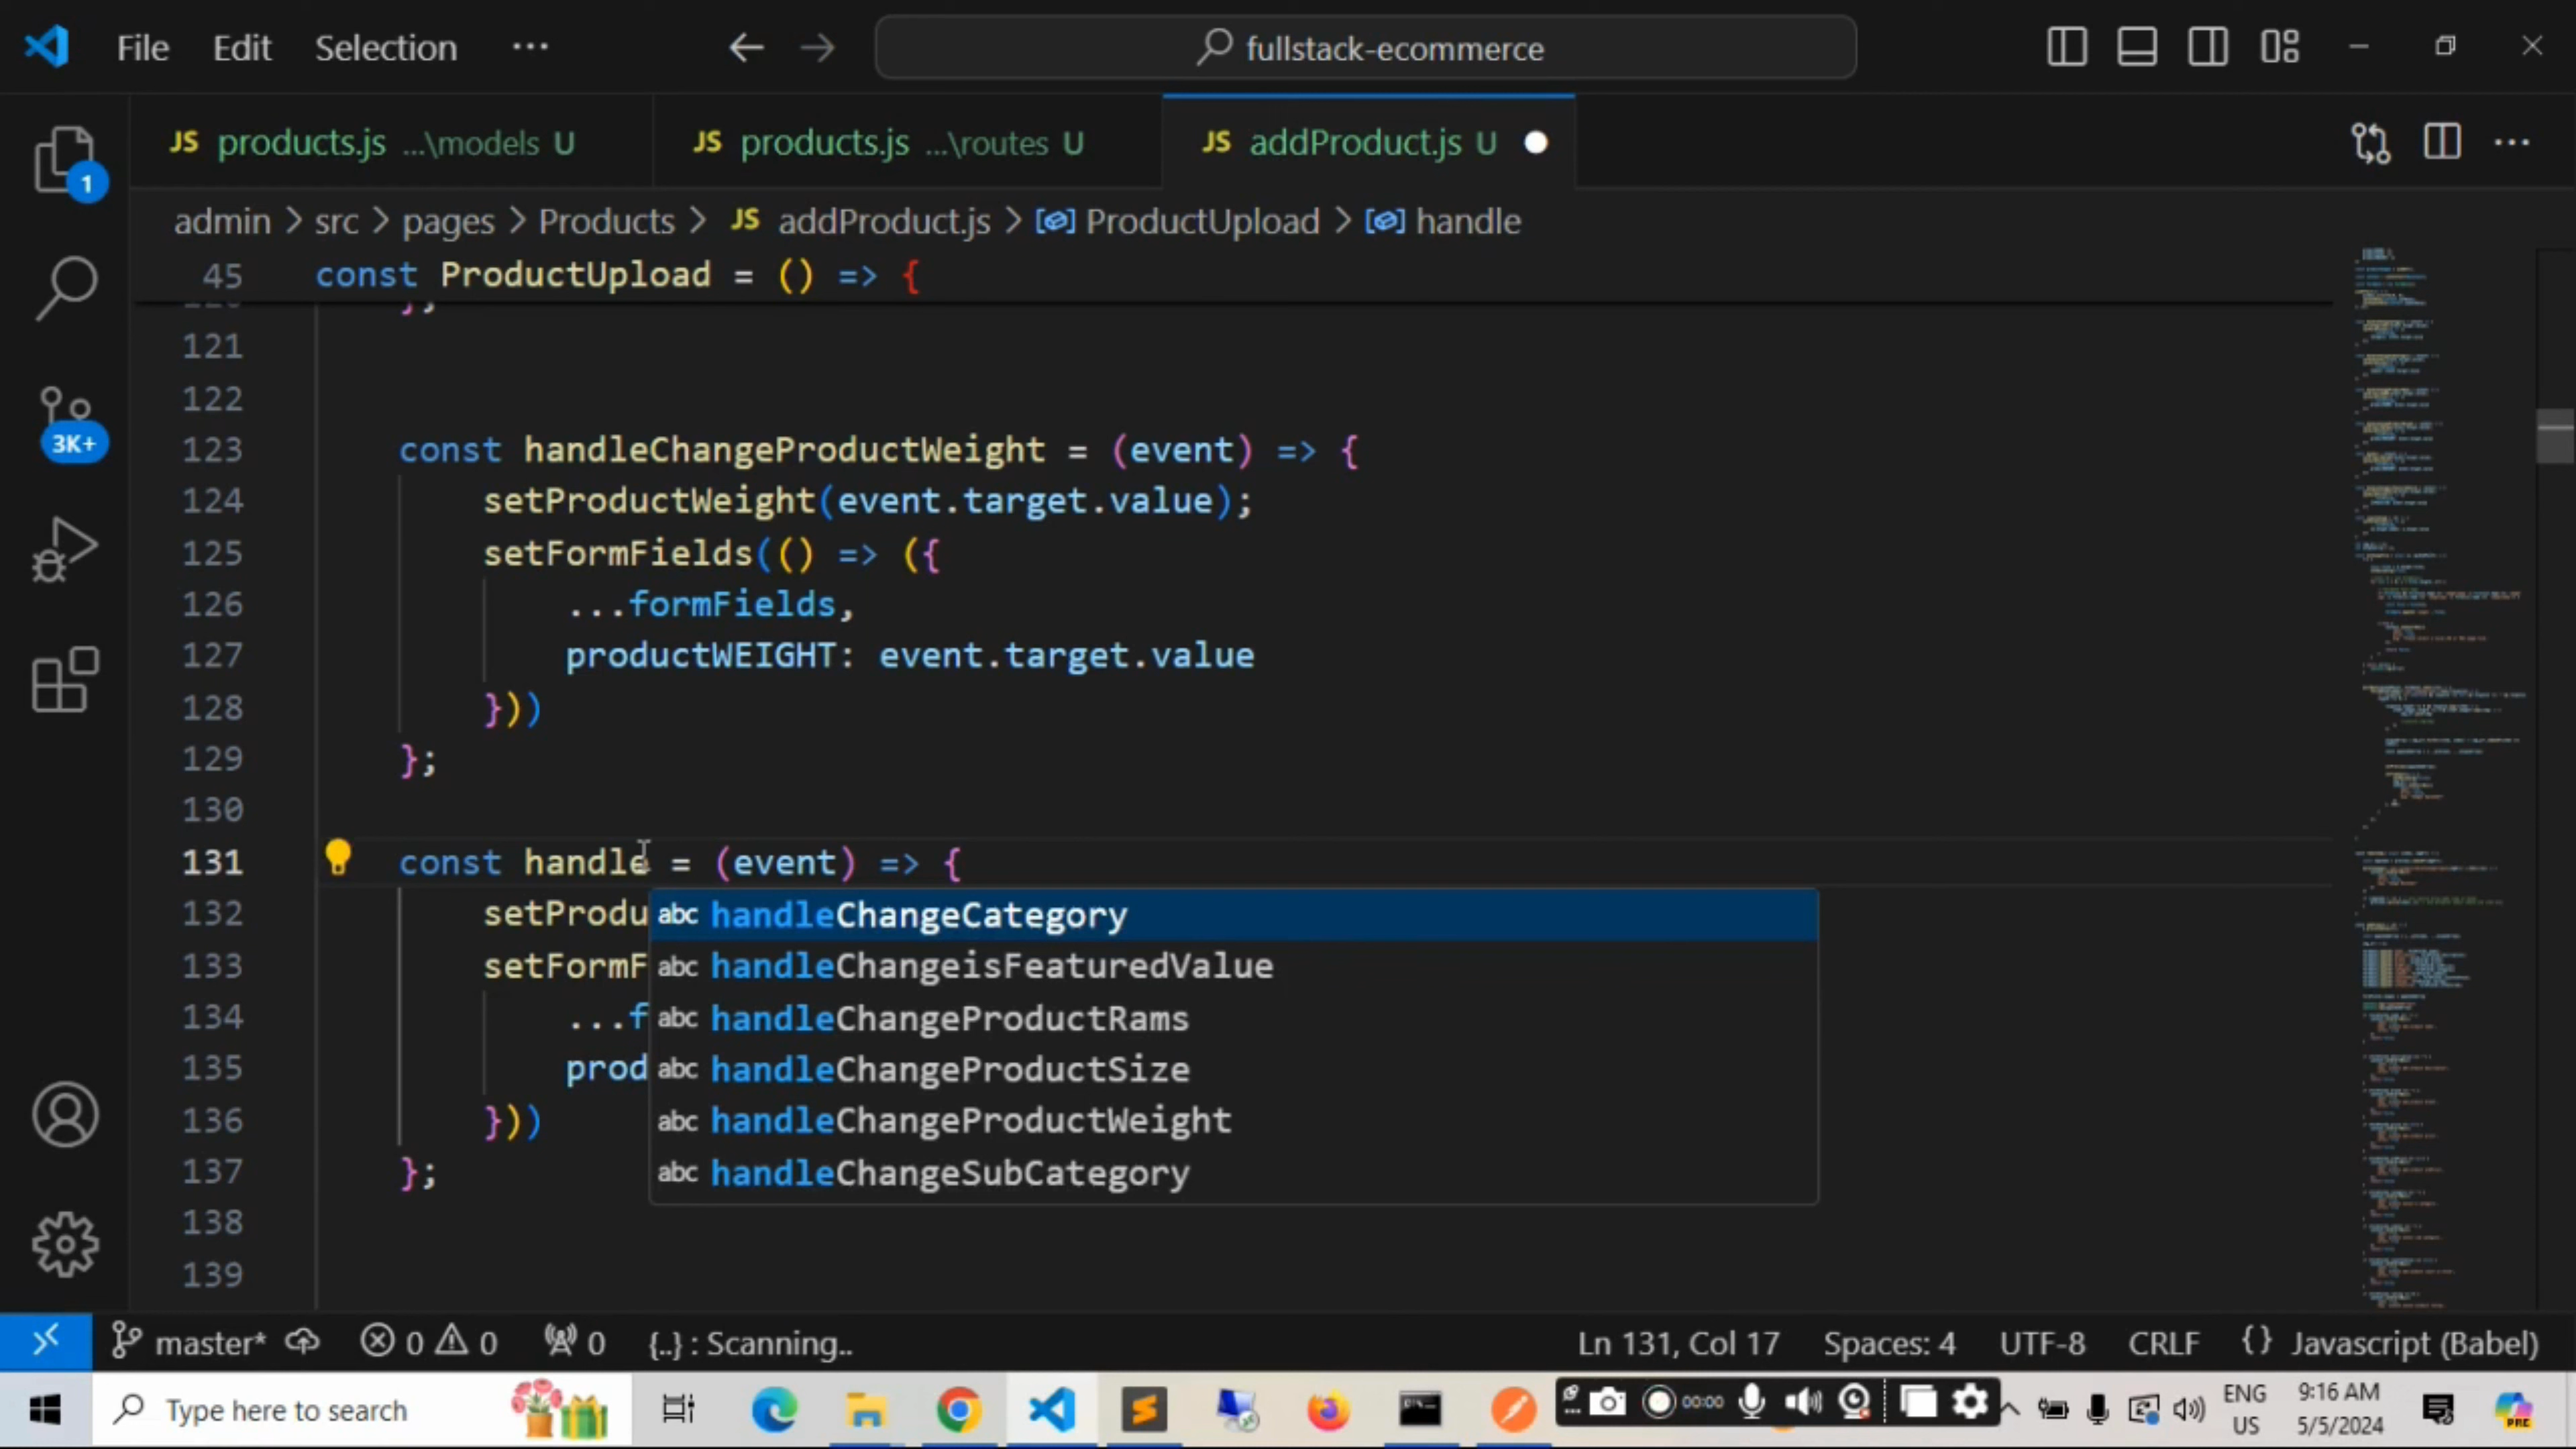 File Edit Selection ... fullstack-ecommerce
JS products.js ...\models U JS products.js ...\routes U JS addProduct.js U
admin > src > pages > Products > JS addProduct.js > ProductUpload > handle
45 const ProductUpload = () => {
};
121
122
123 const handleChangeProductWeight = (event) => {
124 setProductWeight(event.target.value);
125 setFormFields(() => ({
126 ...formFields,
127 productWEIGHT: event.target.value
128 }))
129 };
130
131 const handle = (event) => {
132 setProdu
abc handleChangeCategory
133 setFormF
abc handleChangeisFeaturedValue
134 ...f
abc handleChangeProductRams
135 prod
abc handleChangeProductSize
136 }))
abc handleChangeProductWeight
137 };
abc handleChangeSubCategory
138
139
1
3K+
master* 0 0 0 {..} : Scanning.. Ln 131, Col 17 Spaces: 4 UTF-8 CRLF {} Javascript (Babel)
Type here to search 00:00 ENG 9:16 AM
US 5/5/2024 PRE